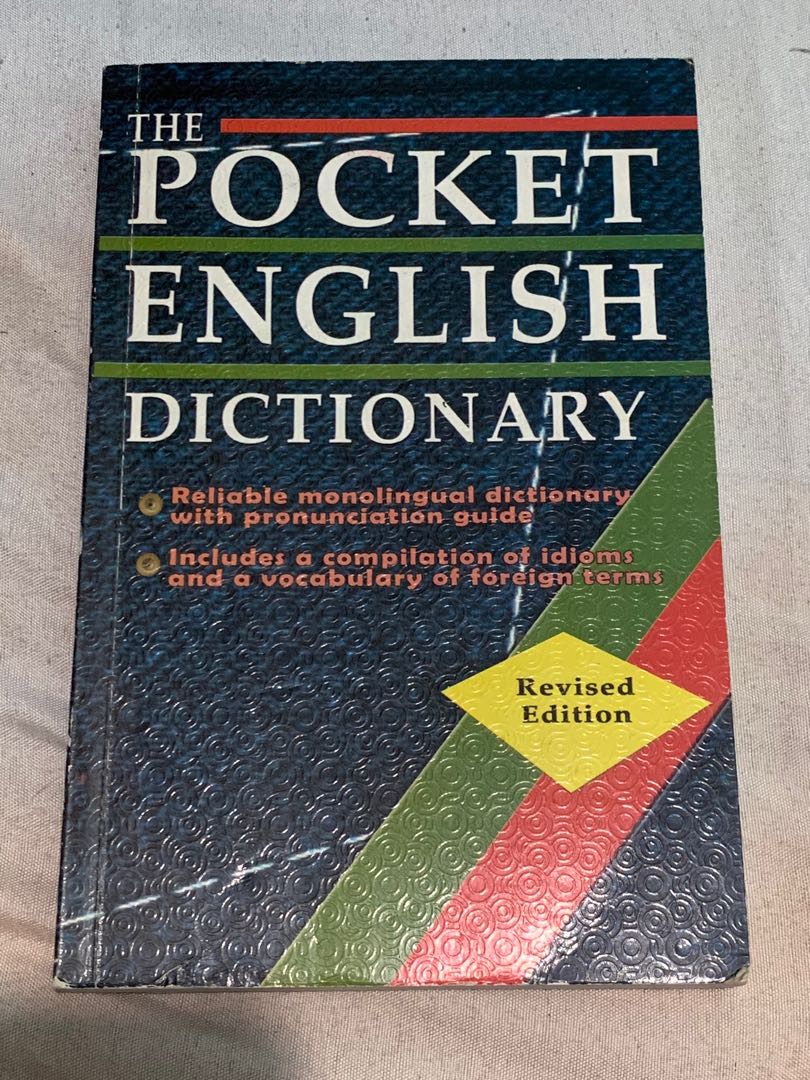 THE
POCKET
ENGLISH
DICTIONARY
Reliable monolingual dictionary
with pronunciation guide
Includes a compilation of idioms
and a vocabulary of foreign terms
Revised
Edition